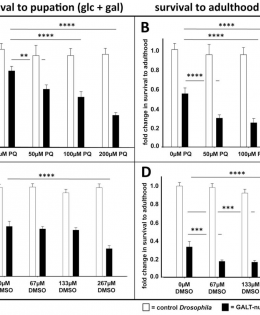 val to pupation (glc + gal)
survival to adulthood
****
****
**
µM PQ 50µM PQ 100µM PQ 200µM PQ
B
fold change in survival to adulthood
1.0
0.8
0.6
0.4
0.2
0.0
****
****
0µM PQ 50µM PQ 100µM PQ
****
67µM 133µM 267µM
DMSO DMSO DMSO
D
fold change in survival to adulthood
1.0
0.8
0.6
0.4
0.2
0.0
****
***
***
0µM 67µM 133µM
DMSO DMSO DMSO
= control Drosophila
= GALT-nu